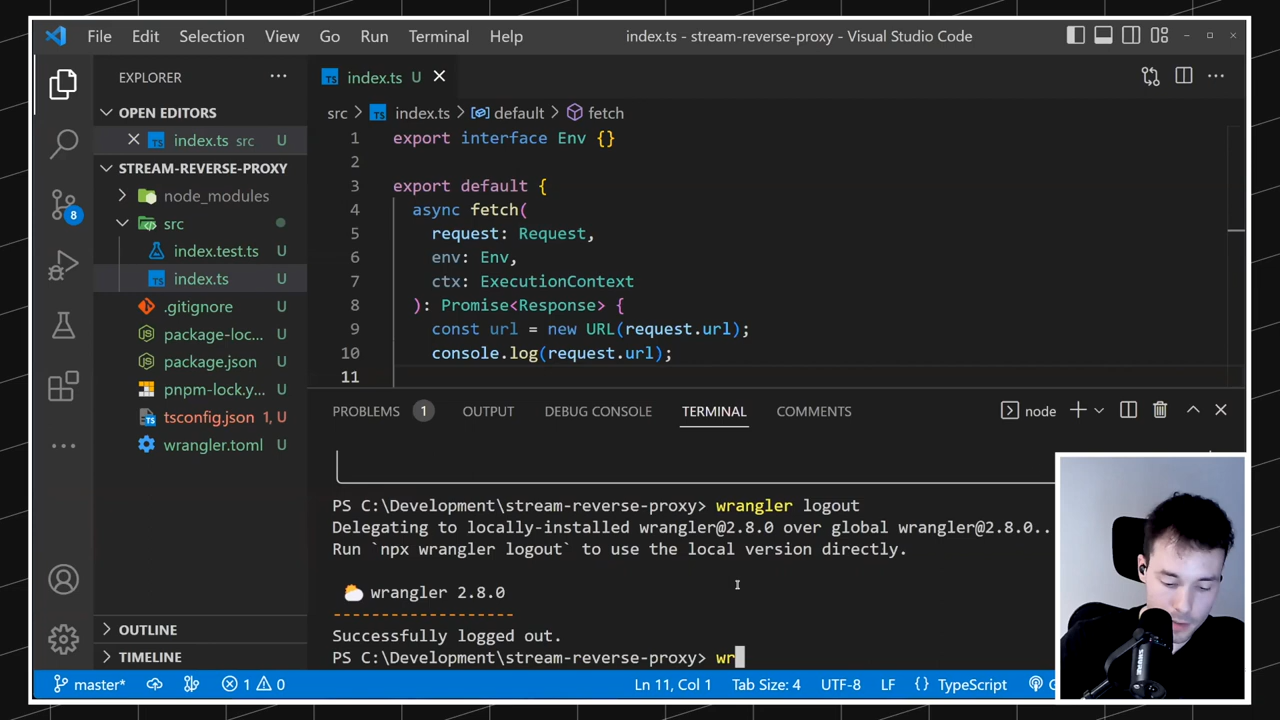 File Edit Selection View Go Run Terminal Help index.ts - stream-reverse-proxy - Visual Studio Code
EXPLORER
OPEN EDITORS
index.ts src U
STREAM-REVERSE-PROXY
node_modules
src
index.test.ts U
index.ts U
.gitignore U
package-loc... U
package.json U
pnpm-lock.y... U
tsconfig.json 1, U
wrangler.toml U
OUTLINE
TIMELINE
8
index.ts U
src > index.ts > default > fetch
1 export interface Env {}
2
3 export default {
4 async fetch(
5 request: Request,
6 env: Env,
7 ctx: ExecutionContext
8 ): Promise<Response> {
9 const url = new URL(request.url);
10 console.log(request.url);
11
PROBLEMS 1 OUTPUT DEBUG CONSOLE TERMINAL COMMENTS node
PS C:\Development\stream-reverse-proxy> wrangler logout
Delegating to locally-installed wrangler@2.8.0 over global wrangler@2.8.0..
Run `npx wrangler logout` to use the local version directly.
wrangler 2.8.0
--------------------
Successfully logged out.
PS C:\Development\stream-reverse-proxy> wr
master* 1 0 Ln 11, Col 1 Tab Size: 4 UTF-8 LF {} TypeScript